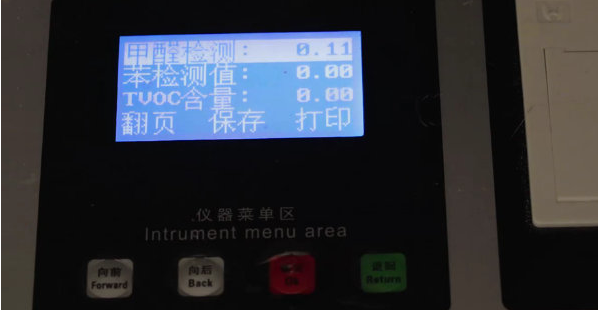 甲醛检测: 0.11
苯检测值: 0.00
TVOC含量: 0.00
翻页 保存 打印
仪器菜单区
Intrument menu area
向前 向后 返回
Forward Back Return